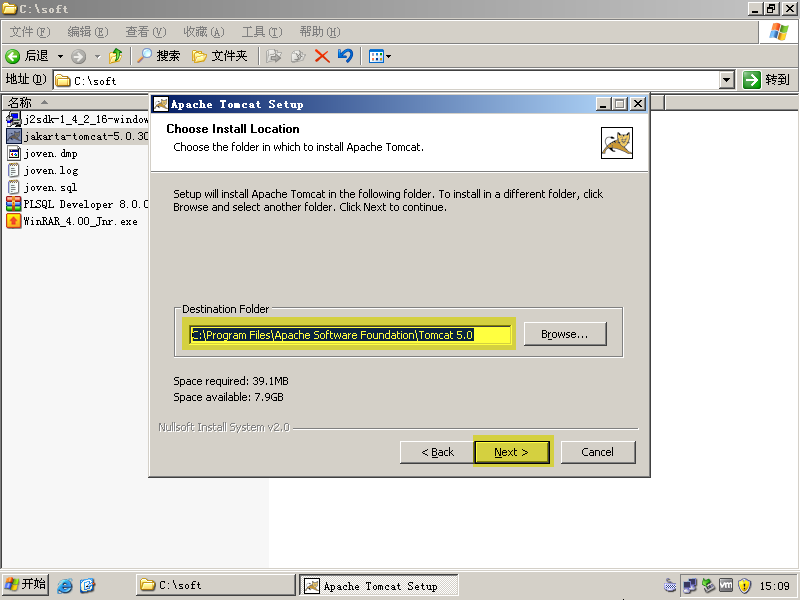 C:\soft
文件(F) 编辑(E) 查看(V) 收藏(A) 工具(T) 帮助(H)
后退 搜索 文件夹
地址(D) C:\soft 转到
名称
j2sdk-1_4_2_16-window
jakarta-tomcat-5.0.30
joven.dmp
joven.log
joven.sql
PLSQL Developer 8.0.0
WinRAR_4.00_Jnr.exe
Apache Tomcat Setup
Choose Install Location
Choose the folder in which to install Apache Tomcat.
Setup will install Apache Tomcat in the following folder. To install in a different folder, click
Browse and select another folder. Click Next to continue.
Destination Folder
C:\Program Files\Apache Software Foundation\Tomcat 5.0
Browse...
Space required: 39.1MB
Space available: 7.9GB
Nullsoft Install System v2.0
< Back Next > Cancel
开始 C:\soft Apache Tomcat Setup 15:09